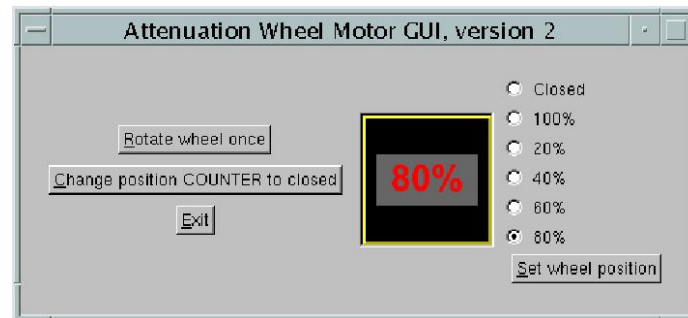 Attenuation Wheel Motor GUI, version 2
Rotate wheel once
Change position COUNTER to closed
Exit
80%
Closed
100%
20%
40%
60%
80%
Set wheel position